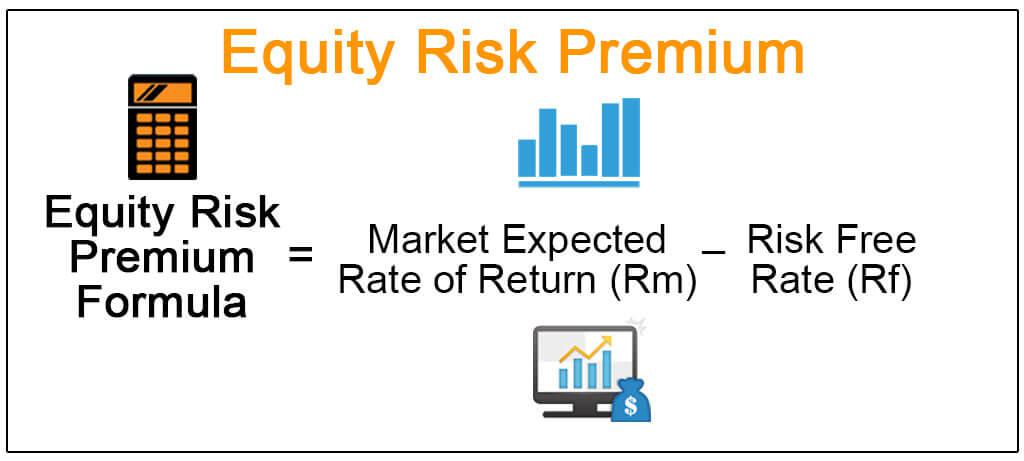 Equity Risk Premium
Equity Risk
Premium
Formula
=
Market Expected
Rate of Return (Rm)
–
Risk Free
Rate (Rf)
$